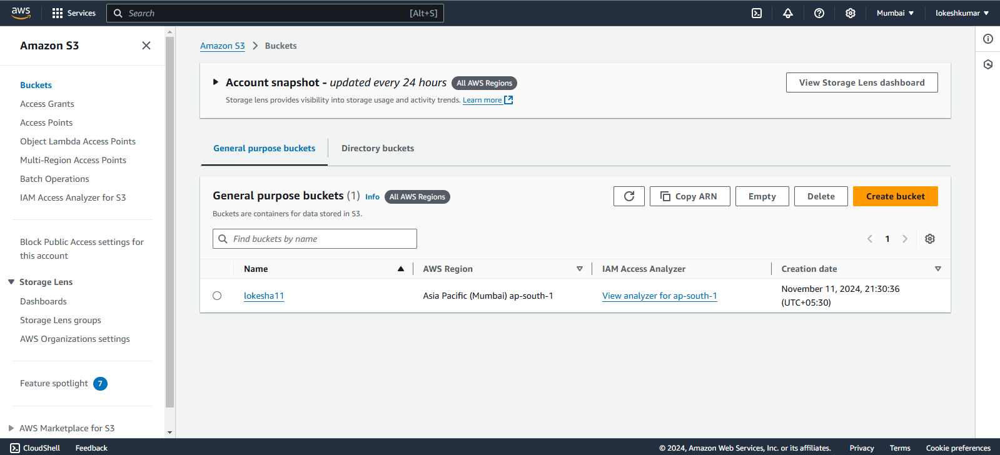 aws
Services
Search
[Alt+S]
Mumbai
lokeshkumar
Amazon S3
Buckets
Access Grants
Access Points
Object Lambda Access Points
Multi-Region Access Points
Batch Operations
IAM Access Analyzer for S3
Block Public Access settings for
this account
Storage Lens
Dashboards
Storage Lens groups
AWS Organizations settings
Feature spotlight 7
AWS Marketplace for S3
Amazon S3 > Buckets
Account snapshot - updated every 24 hours All AWS Regions
View Storage Lens dashboard
Storage lens provides visibility into storage usage and activity trends. Learn more
General purpose buckets
Directory buckets
General purpose buckets (1) Info All AWS Regions
Copy ARN
Empty
Delete
Create bucket
Buckets are containers for data stored in S3.
Find buckets by name
1
Name
AWS Region
IAM Access Analyzer
Creation date
lokesha11
Asia Pacific (Mumbai) ap-south-1
View analyzer for ap-south-1
November 11, 2024, 21:30:36
(UTC+05:30)
CloudShell
Feedback
© 2024, Amazon Web Services, Inc. or its affiliates.
Privacy
Terms
Cookie preferences